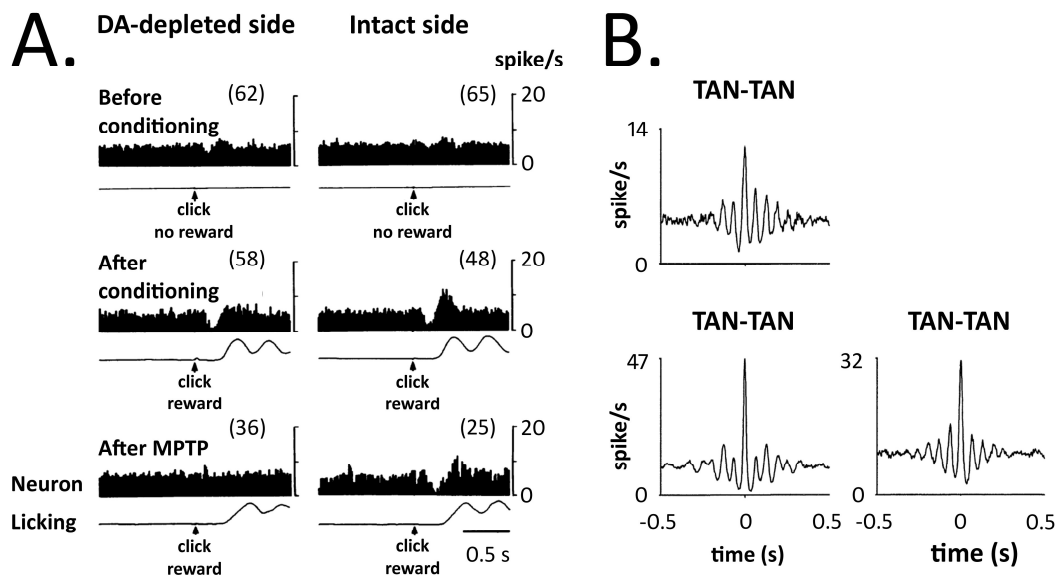 A.
DA-depleted side
Intact side
spike/s
Before
conditioning
(62)
(65)
20
0
click
no reward
click
no reward
After
conditioning
(58)
(48)
20
0
click
reward
click
reward
After MPTP
(36)
(25)
20
0
Neuron
Licking
click
reward
click
reward
0.5 s
B.
TAN-TAN
14
spike/s
0
TAN-TAN
TAN-TAN
47
spike/s
0
32
0
-0.5
0
0.5
-0.5
0
0.5
time (s)
time (s)